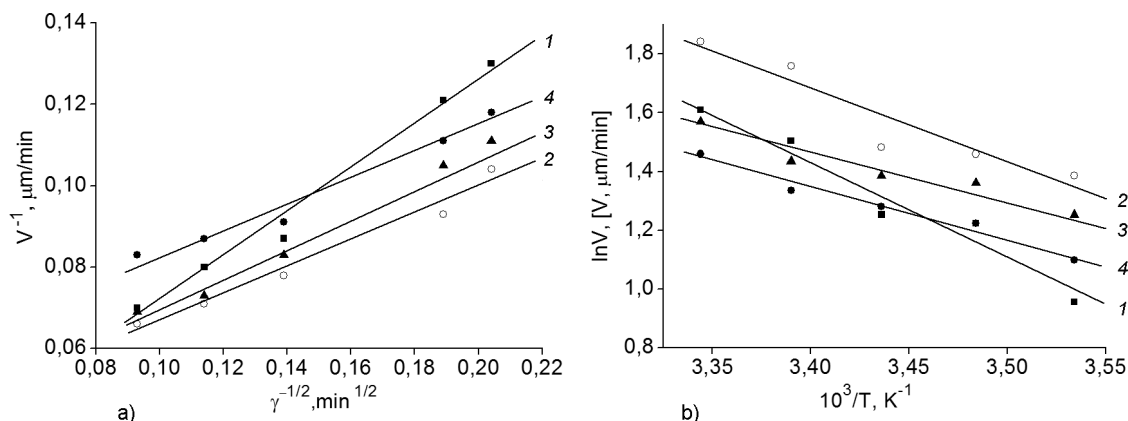 0,14
0,12
0,10
0,08
0,06
V⁻¹, μm/min
1
4
3
2
0,08 0,10 0,12 0,14 0,16 0,18 0,20 0,22
γ⁻¹/²,min ¹/²
a)
1,8
1,6
1,4
1,2
1,0
0,8
lnV, [V, μm/min]
2
3
4
1
3,35 3,40 3,45 3,50 3,55
10³/T, K⁻¹
b)